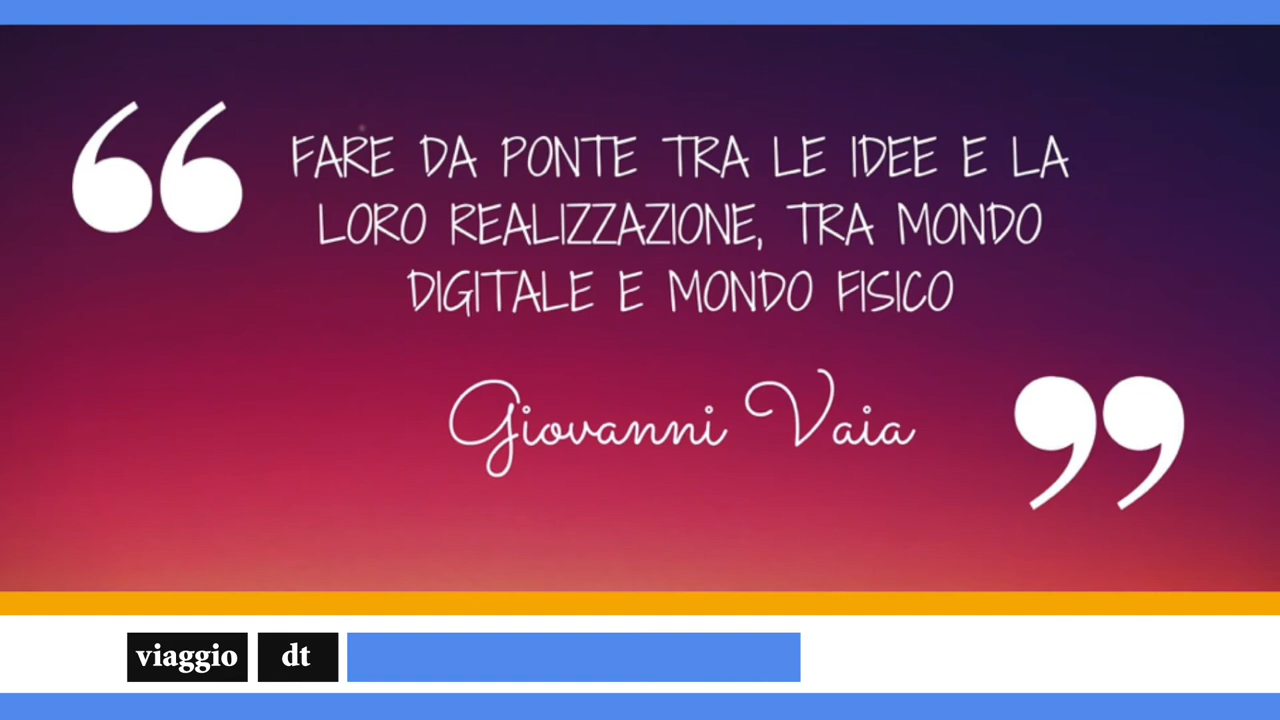 FARE DA PONTE TRA LE IDEE E LA
LORO REALIZZAZIONE, TRA MONDO
DIGITALE E MONDO FISICO
Giovanni Vaia
viaggio dt